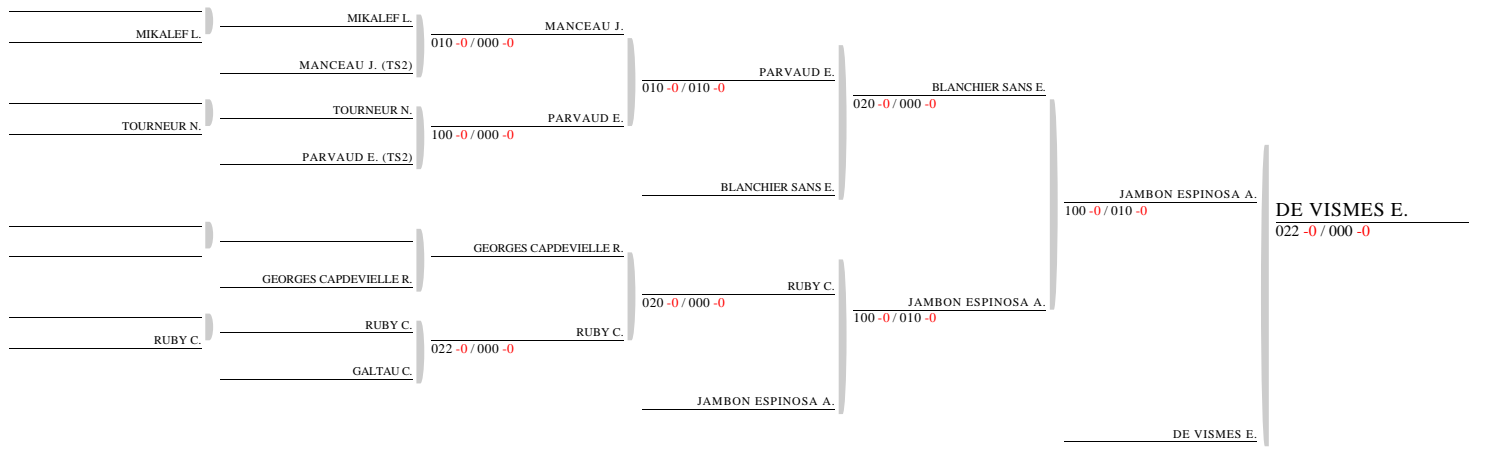 MIKALEF L.
TOURNEUR N.
RUBY C.
MIKALEF L.
MANCEAU J. (TS2)
TOURNEUR N.
PARVAUD E. (TS2)
GEORGES CAPDEVIELLE R.
RUBY C.
GALTAU C.
MANCEAU J.
010 -0 / 000 -0
PARVAUD E.
100 -0 / 000 -0
GEORGES CAPDEVIELLE R.
RUBY C.
022 -0 / 000 -0
PARVAUD E.
010 -0 / 010 -0
BLANCHIER SANS E.
RUBY C.
020 -0 / 000 -0
JAMBON ESPINOSA A.
BLANCHIER SANS E.
020 -0 / 000 -0
JAMBON ESPINOSA A.
100 -0 / 010 -0
JAMBON ESPINOSA A.
100 -0 / 010 -0
DE VISMES E.
DE VISMES E.
022 -0 / 000 -0